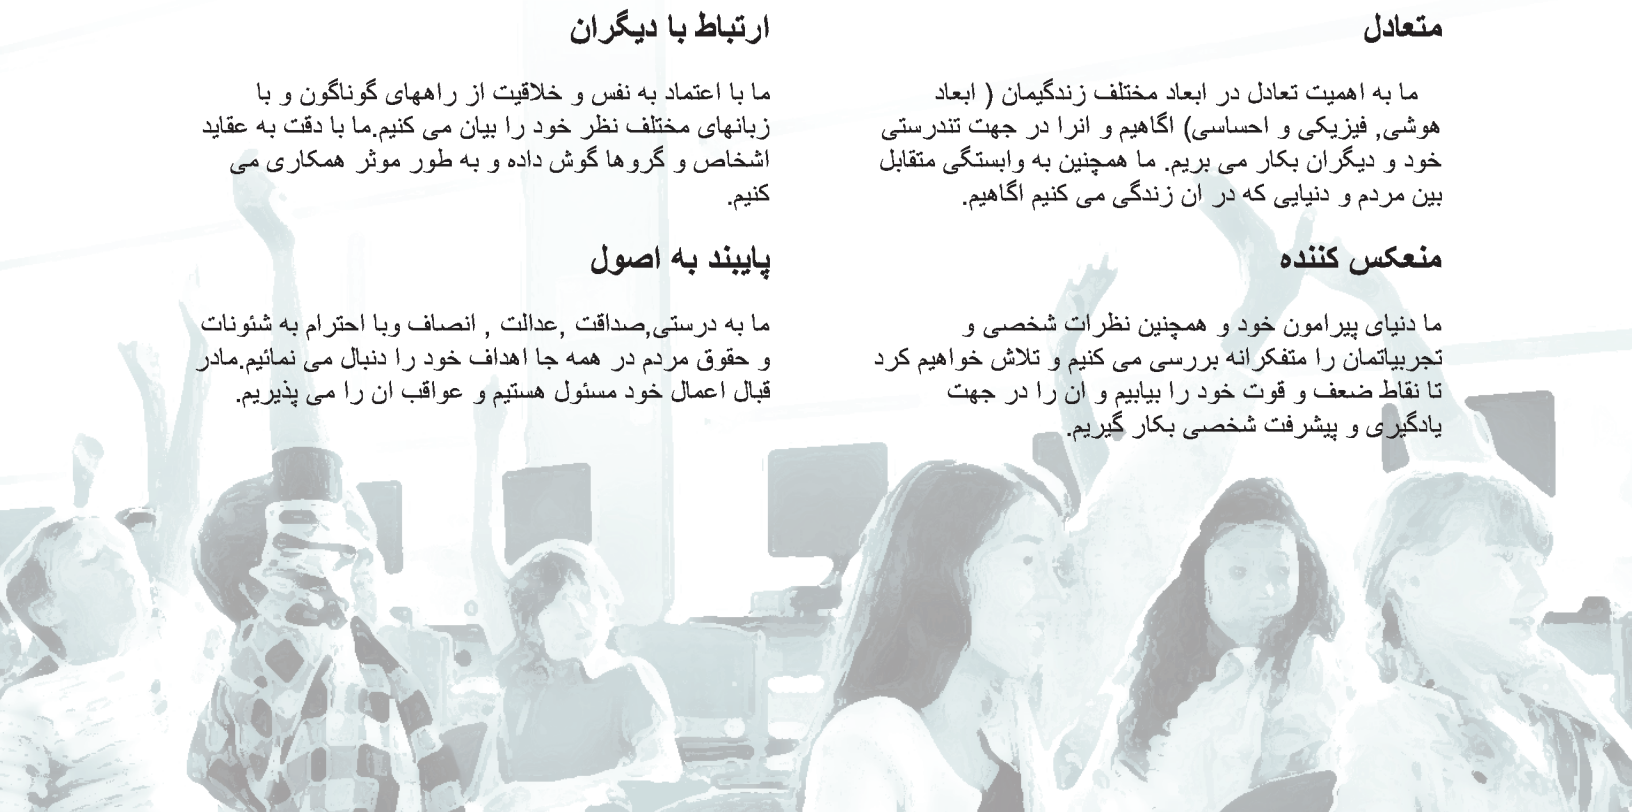 متعادل
ما به اهمیت تعادل در ابعاد مختلف زندگیمان ( ابعاد
هوشی, فیزیکی و احساسی) اگاهیم و انرا در جهت تندرستی
خود و دیگران بکار می بریم. ما همچنین به وابستگی متقابل
بین مردم و دنیایی که در ان زندگی می کنیم اگاهیم.
منعکس کننده
ما دنیای پیرامون خود و همچنین نظرات شخصی و
تجربیاتمان را متفکرانه بررسی می کنیم و تلاش خواهیم کرد
تا نقاط ضعف و قوت خود را بیابیم و ان را در جهت
یادگیری و پیشرفت شخصی بکار گیریم.
ارتباط با دیگران
ما با اعتماد به نفس و خلاقیت از راههای گوناگون و با
زبانهای مختلف نظر خود را بیان می کنیم.ما با دقت به عقاید
اشخاص و گروها گوش داده و به طور موثر همکاری می
کنیم.
پایبند به اصول
ما به درستی,صداقت ,عدالت , انصاف وبا احترام به شئونات
و حقوق مردم در همه جا اهداف خود را دنبال می نمائیم.مادر
قبال اعمال خود مسئول هستیم و عواقب ان را می پذیریم.